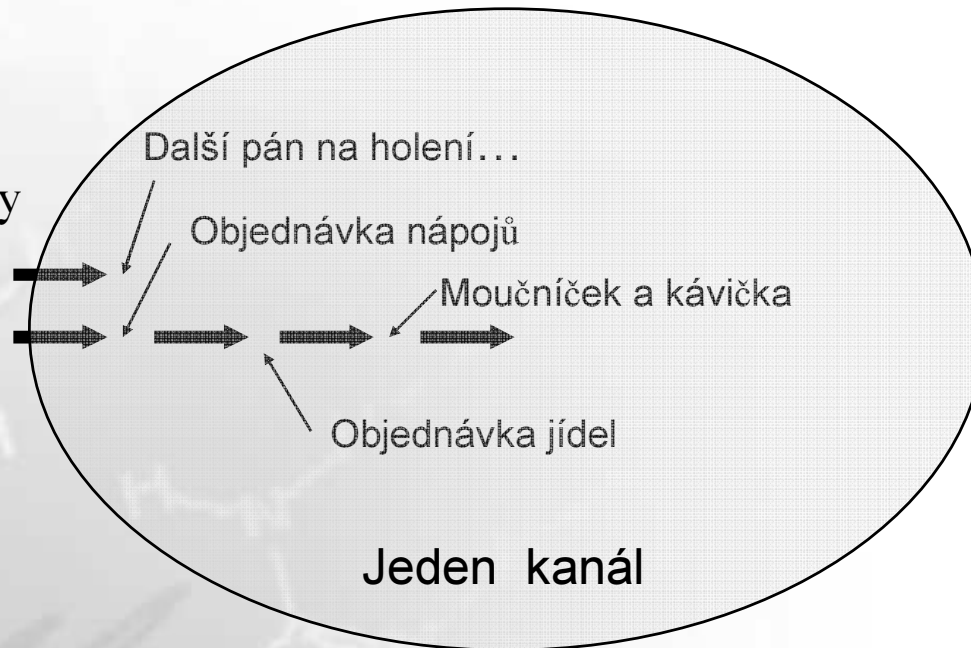 Další pán na holení…
y
Objednávka nápojů
Moučníček a kávička
Objednávka jídel
Jeden kanál